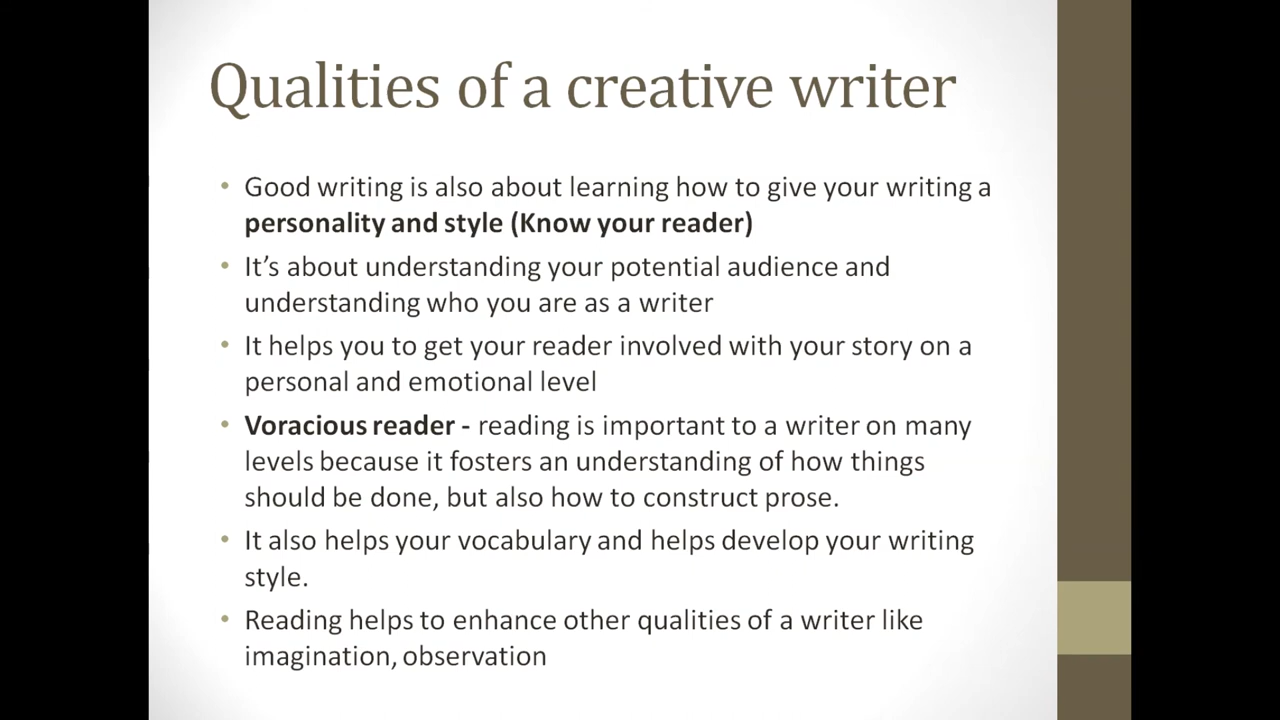 Qualities of a creative writer
• Good writing is also about learning how to give your writing a
personality and style (Know your reader)
• It’s about understanding your potential audience and
understanding who you are as a writer
• It helps you to get your reader involved with your story on a
personal and emotional level
• Voracious reader - reading is important to a writer on many
levels because it fosters an understanding of how things
should be done, but also how to construct prose.
• It also helps your vocabulary and helps develop your writing
style.
• Reading helps to enhance other qualities of a writer like
imagination, observation